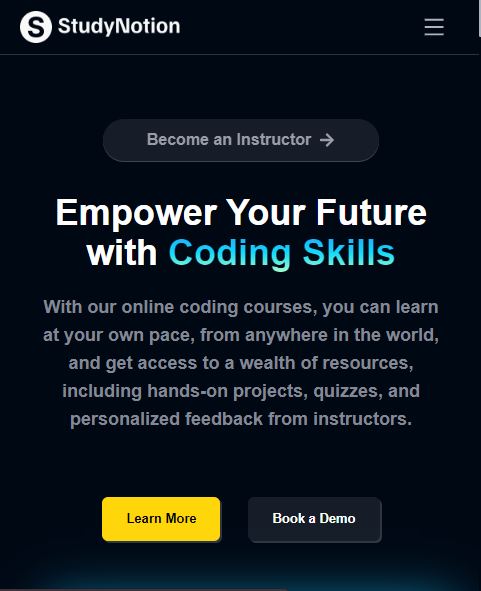 StudyNotion
Become an Instructor
Empower Your Future
with Coding Skills
With our online coding courses, you can learn
at your own pace, from anywhere in the world,
and get access to a wealth of resources,
including hands-on projects, quizzes, and
personalized feedback from instructors.
Learn More
Book a Demo